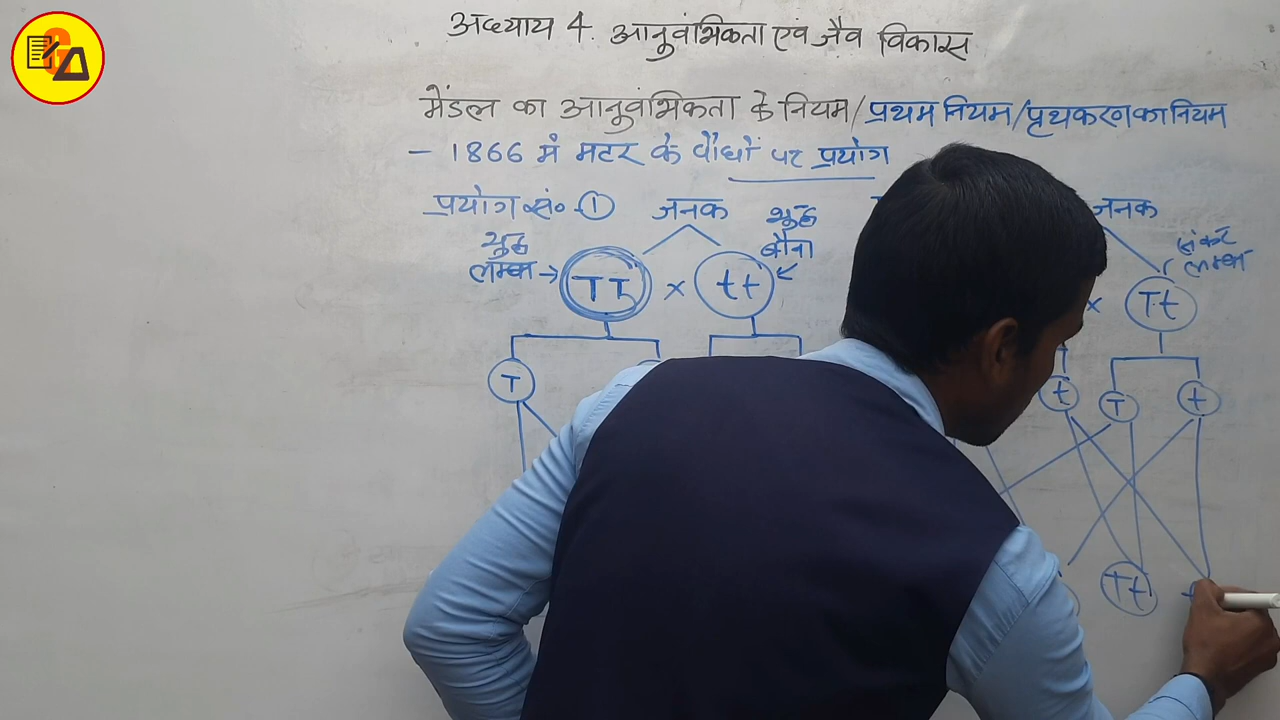 अध्याय 4. आनुवंशिकता एवं जैव विकास
मेंडल का आनुवंशिकता के नियम/प्रथम नियम/पृथकरण का नियम
- 1866 में मटर के पौधों पर प्रयोग
प्रयोग सं० ① जनक
शुद्ध लम्बा → TT × tt शुद्ध बौना
T
जनक
× Tt संकर लम्बा
t T t
Tt